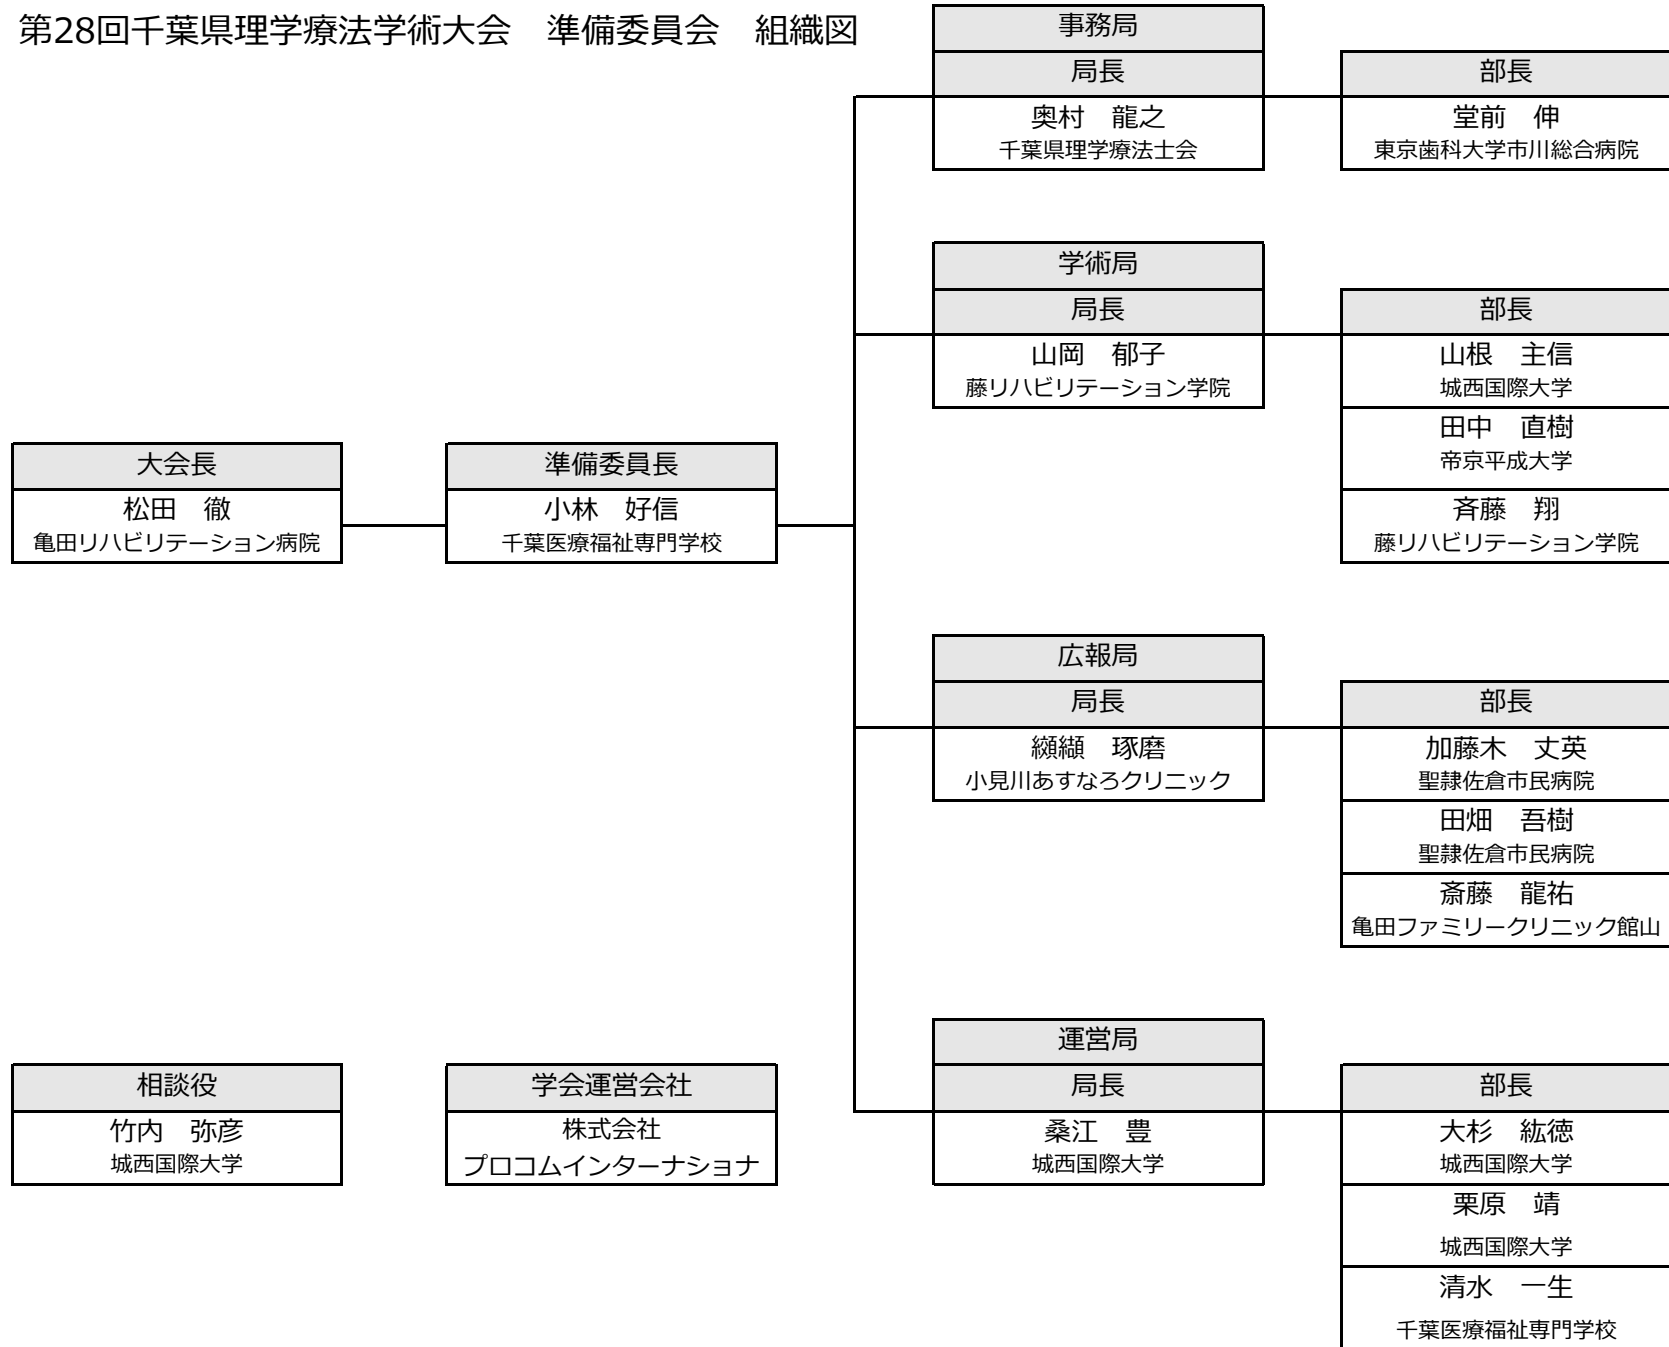 第28回千葉県理学療法学術大会　準備委員会　組織図
事務局
局長
奥村　龍之
千葉県理学療法士会
部長
堂前　伸
東京歯科大学市川総合病院
学術局
局長
山岡　郁子
藤リハビリテーション学院
部長
山根　主信
城西国際大学
田中　直樹
帝京平成大学
斉藤　翔
藤リハビリテーション学院
大会長
松田　徹
亀田リハビリテーション病院
準備委員長
小林　好信
千葉医療福祉専門学校
広報局
局長
纐纈　琢磨
小見川あすなろクリニック
部長
加藤木　丈英
聖隷佐倉市民病院
田畑　吾樹
聖隷佐倉市民病院
斎藤　龍祐
亀田ファミリークリニック館山
相談役
竹内　弥彦
城西国際大学
学会運営会社
株式会社
プロコムインターナショナ
運営局
局長
桑江　豊
城西国際大学
部長
大杉　紘徳
城西国際大学
栗原　靖
城西国際大学
清水　一生
千葉医療福祉専門学校